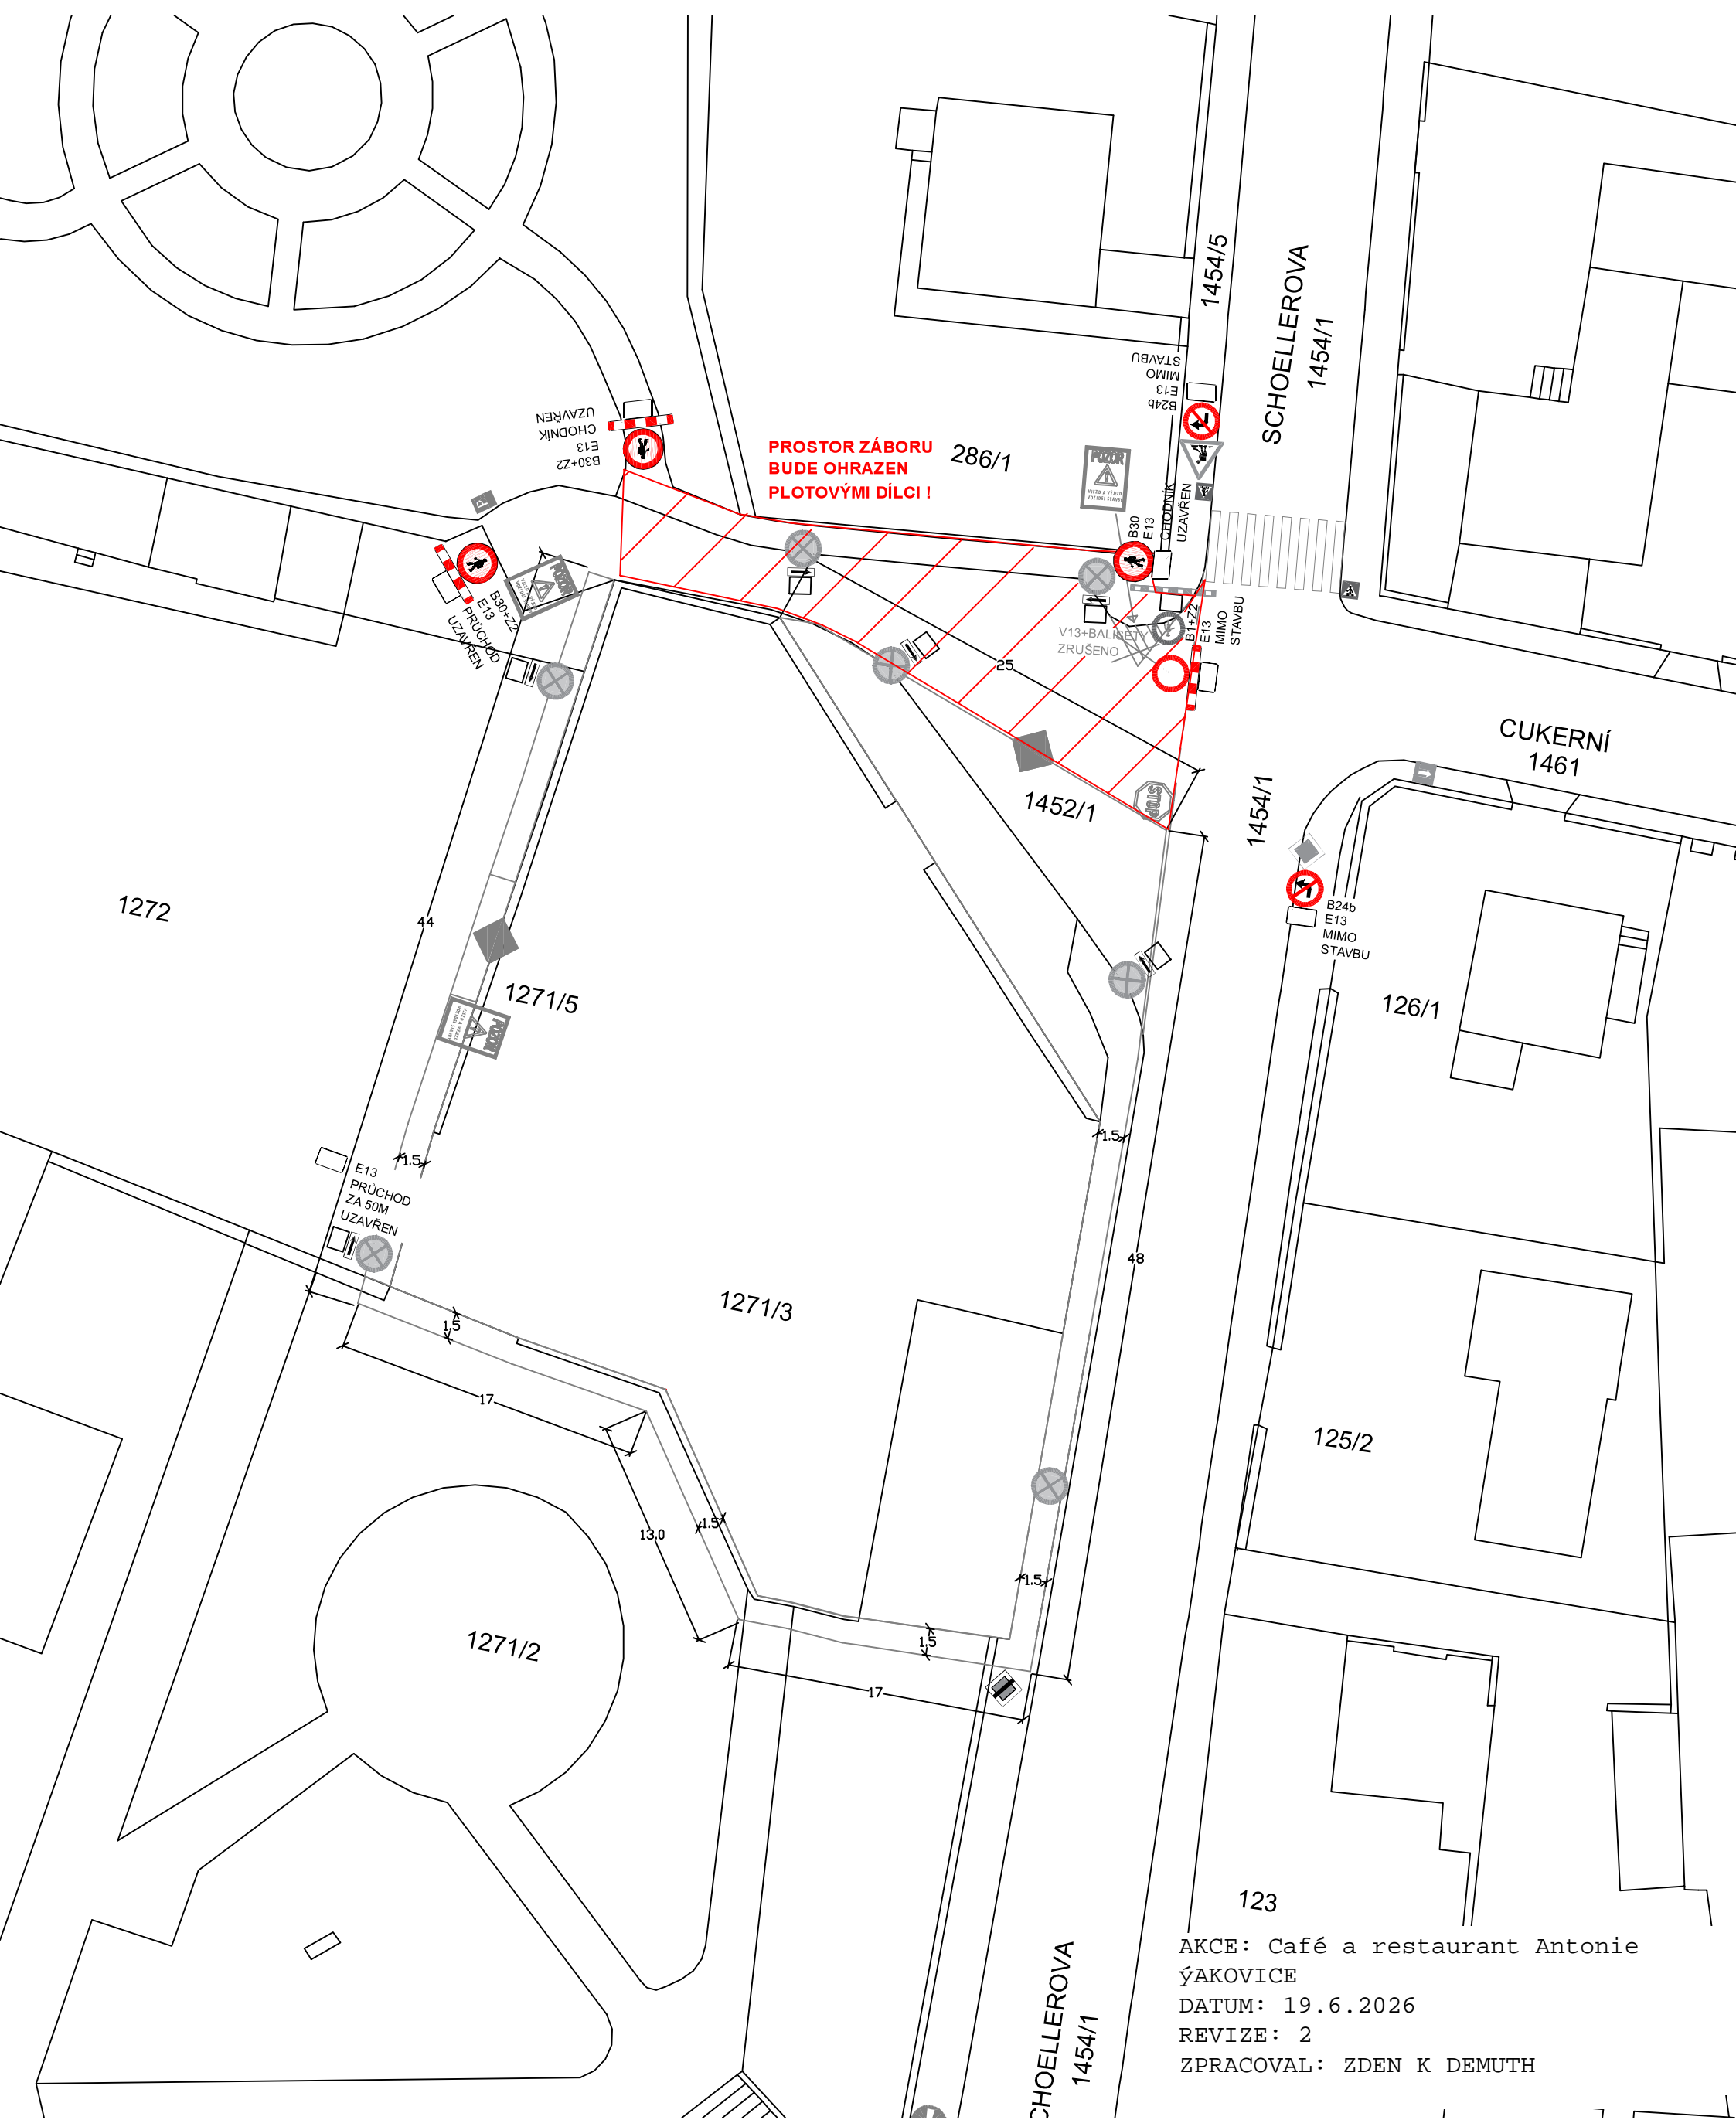 1454/5
SCHOELLEROVA
1454/1
B24b
E13
MIMO
STAVBU
B30+Z2
E13
CHODNÍK
UZAVŘEN
PROSTOR ZÁBORU
BUDE OHRAZEN
PLOTOVÝMI DÍLCI !
286/1
POZOR
B30
E13
CHODNÍK
UZAVŘEN
P
POZOR
B30+Z2
E13
PRŮCHOD
UZAVŘEN
V13+BALISETY
ZRUŠENO
B1+Z2
E13
MIMO
STAVBU
25
CUKERNÍ
1461
STOP
1452/1
1454/1
B24b
E13
MIMO
STAVBU
1272
44
1271/5
POZOR
126/1
1.5
1.5
E13
PRŮCHOD
ZA 50M
UZAVŘEN
48
1271/3
1.5
17
125/2
13.0
1.5
1.5
1271/2
1.5
17
123
SCHOELLEROVA
1454/1
AKCE: Café a restaurant Antonie
ýAKOVICE
DATUM: 19.6.2026
REVIZE: 2
ZPRACOVAL: ZDEN K DEMUTH